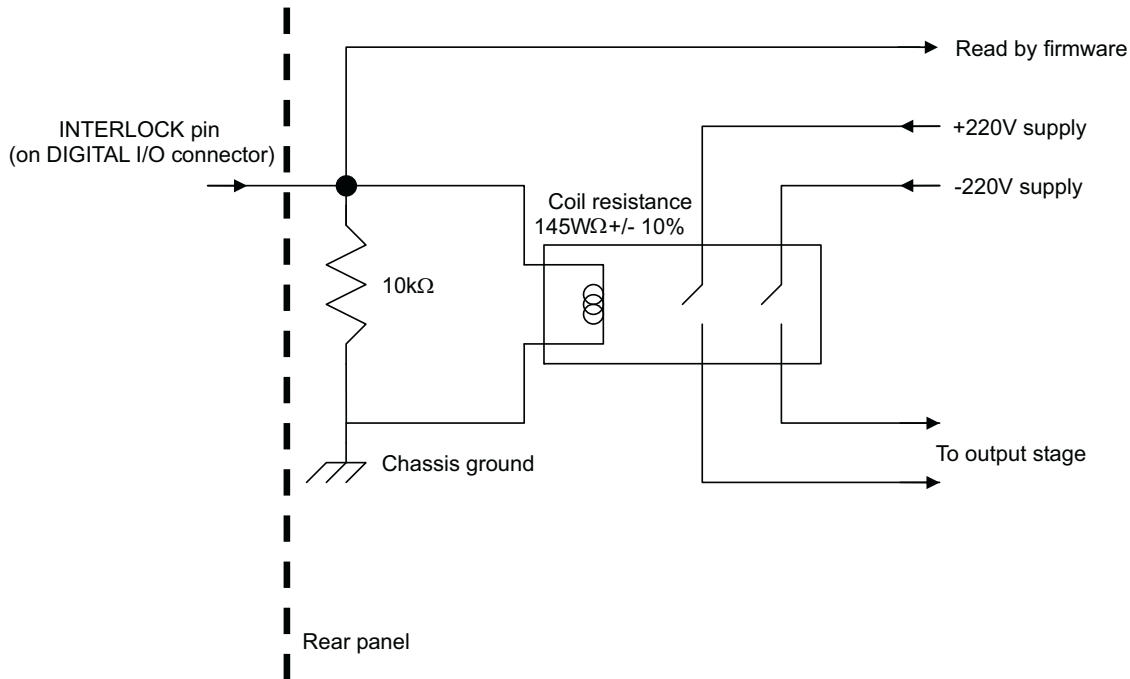 Read by firmware
INTERLOCK pin
(on DIGITAL I/O connector)
+220V supply
-220V supply
Coil resistance
145WΩ+/- 10%
10kΩ
Chassis ground
To output stage
Rear panel